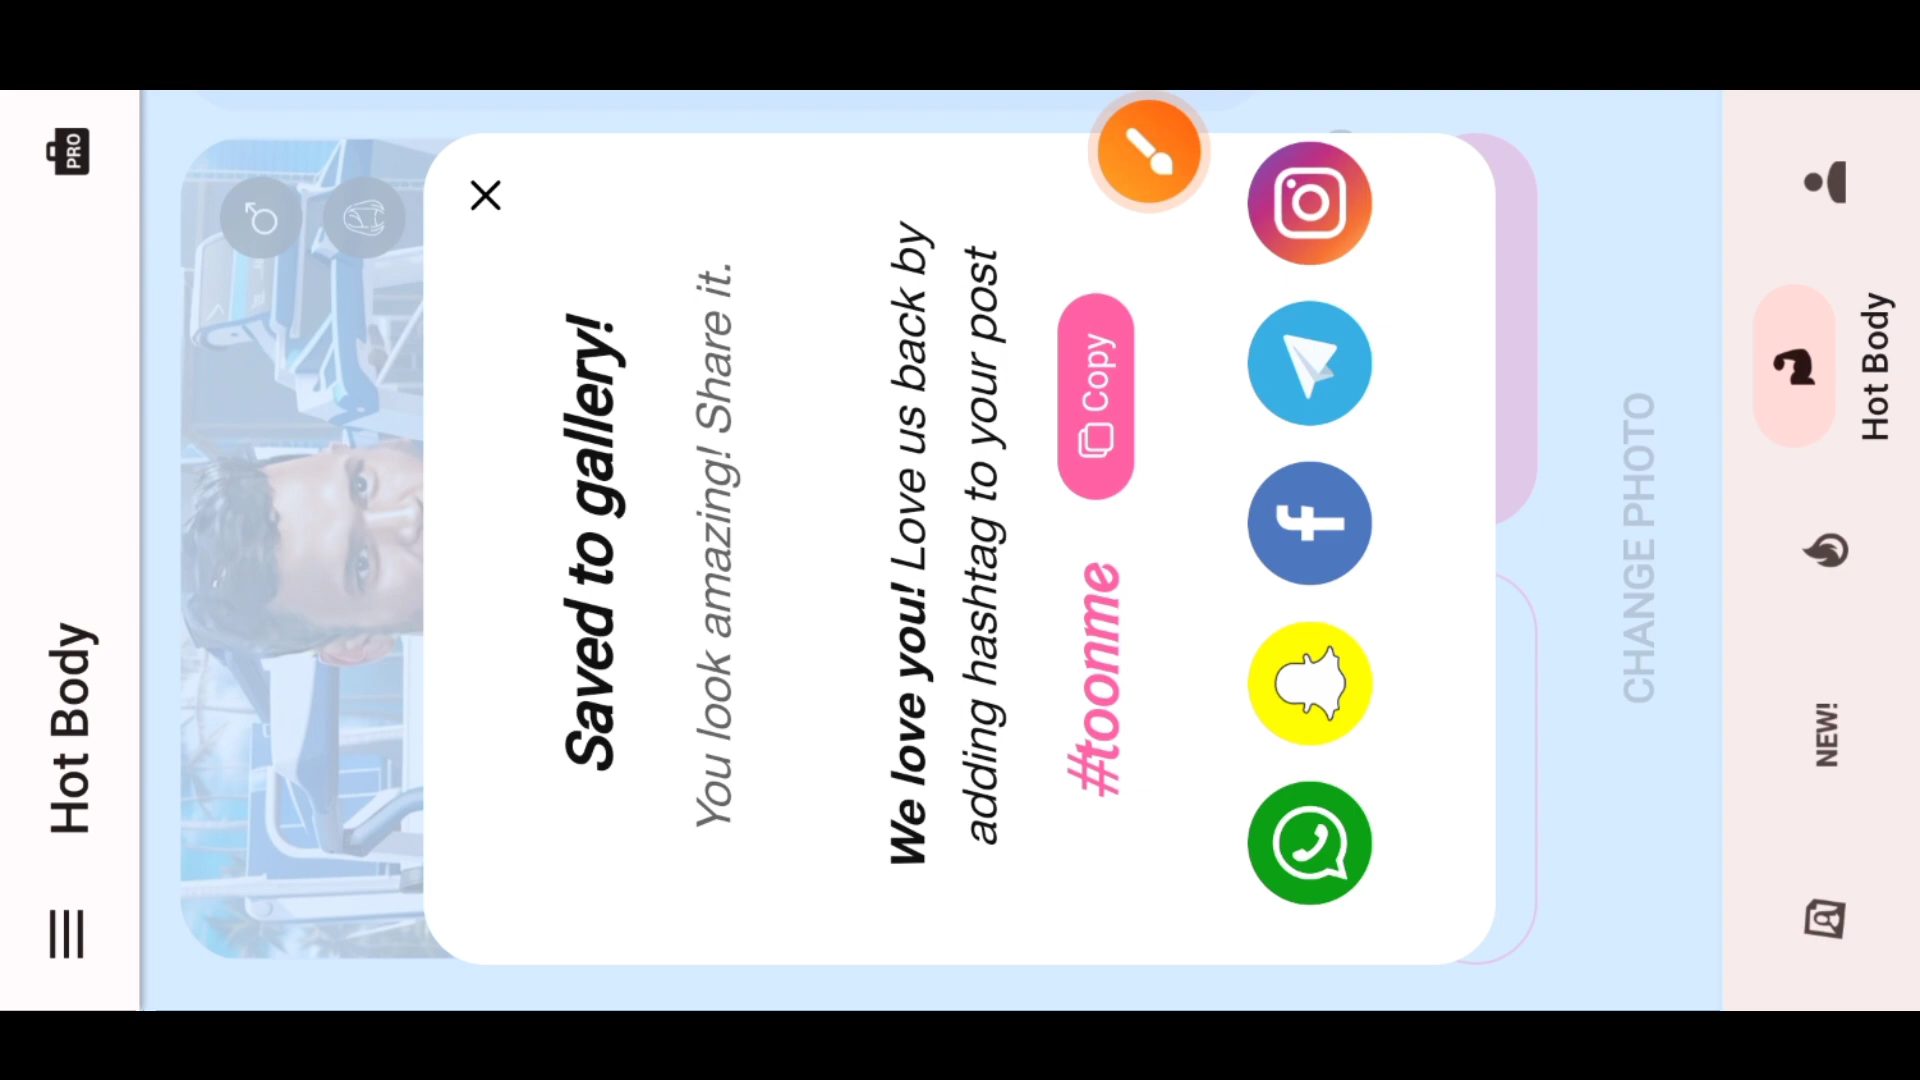 Hot Body
PRO
Saved to gallery!
You look amazing! Share it.
We love you! Love us back by
adding hashtag to your post
#toonme
Copy
CHANGE PHOTO
NEW!
Hot Body